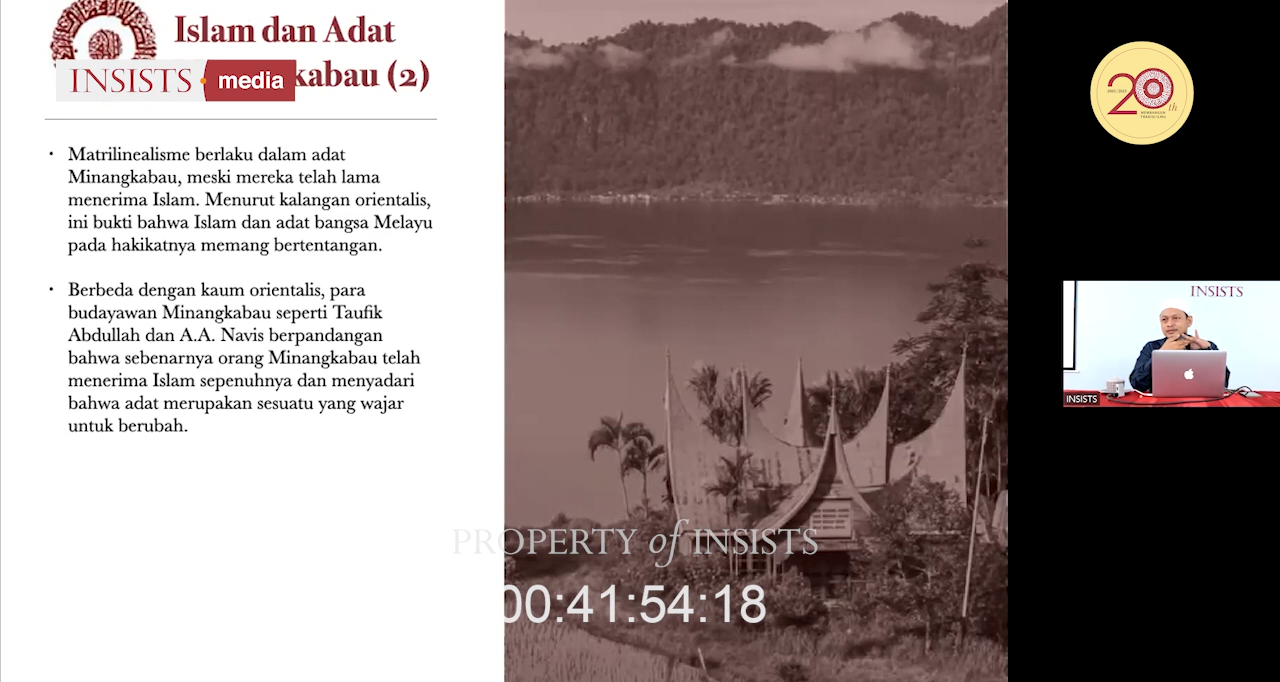 Islam dan Adat
kabau (2)
INSISTS media
• Matrilinealisme berlaku dalam adat
Minangkabau, meski mereka telah lama
menerima Islam. Menurut kalangan orientalis,
ini bukti bahwa Islam dan adat bangsa Melayu
pada hakikatnya memang bertentangan.
• Berbeda dengan kaum orientalis, para
budayawan Minangkabau seperti Taufik
Abdullah dan A.A. Navis berpandangan
bahwa sebenarnya orang Minangkabau telah
menerima Islam sepenuhnya dan menyadari
bahwa adat merupakan sesuatu yang wajar
untuk berubah.
PROPERTY of INSISTS
00:41:54:18
20th
INSISTS
INSISTS